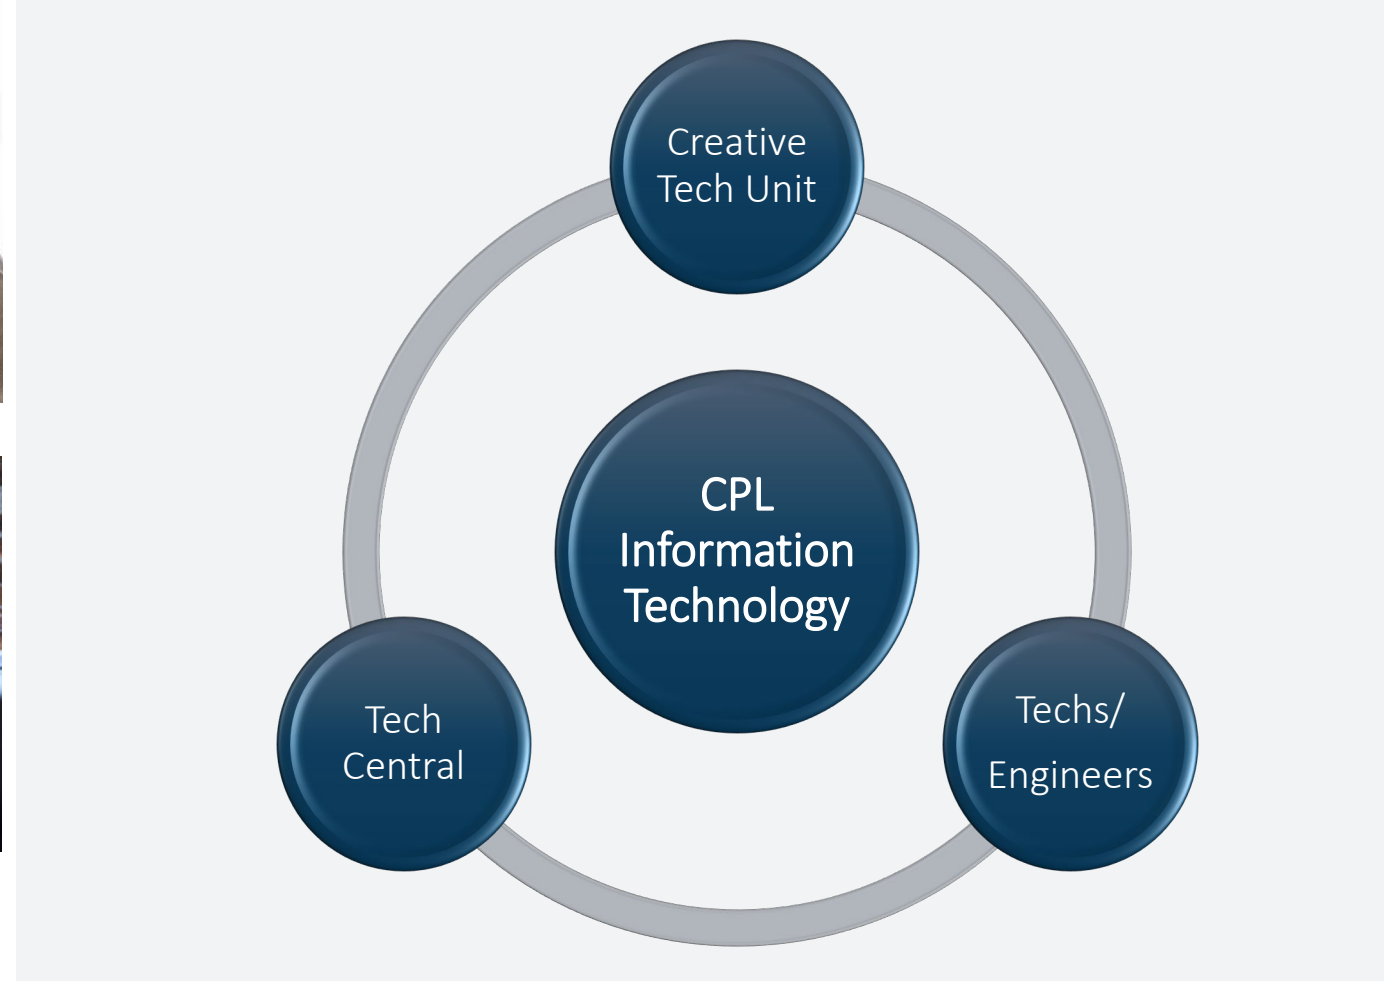 Creative
Tech Unit
CPL
Information
Technology
Tech
Central
Techs/
Engineers